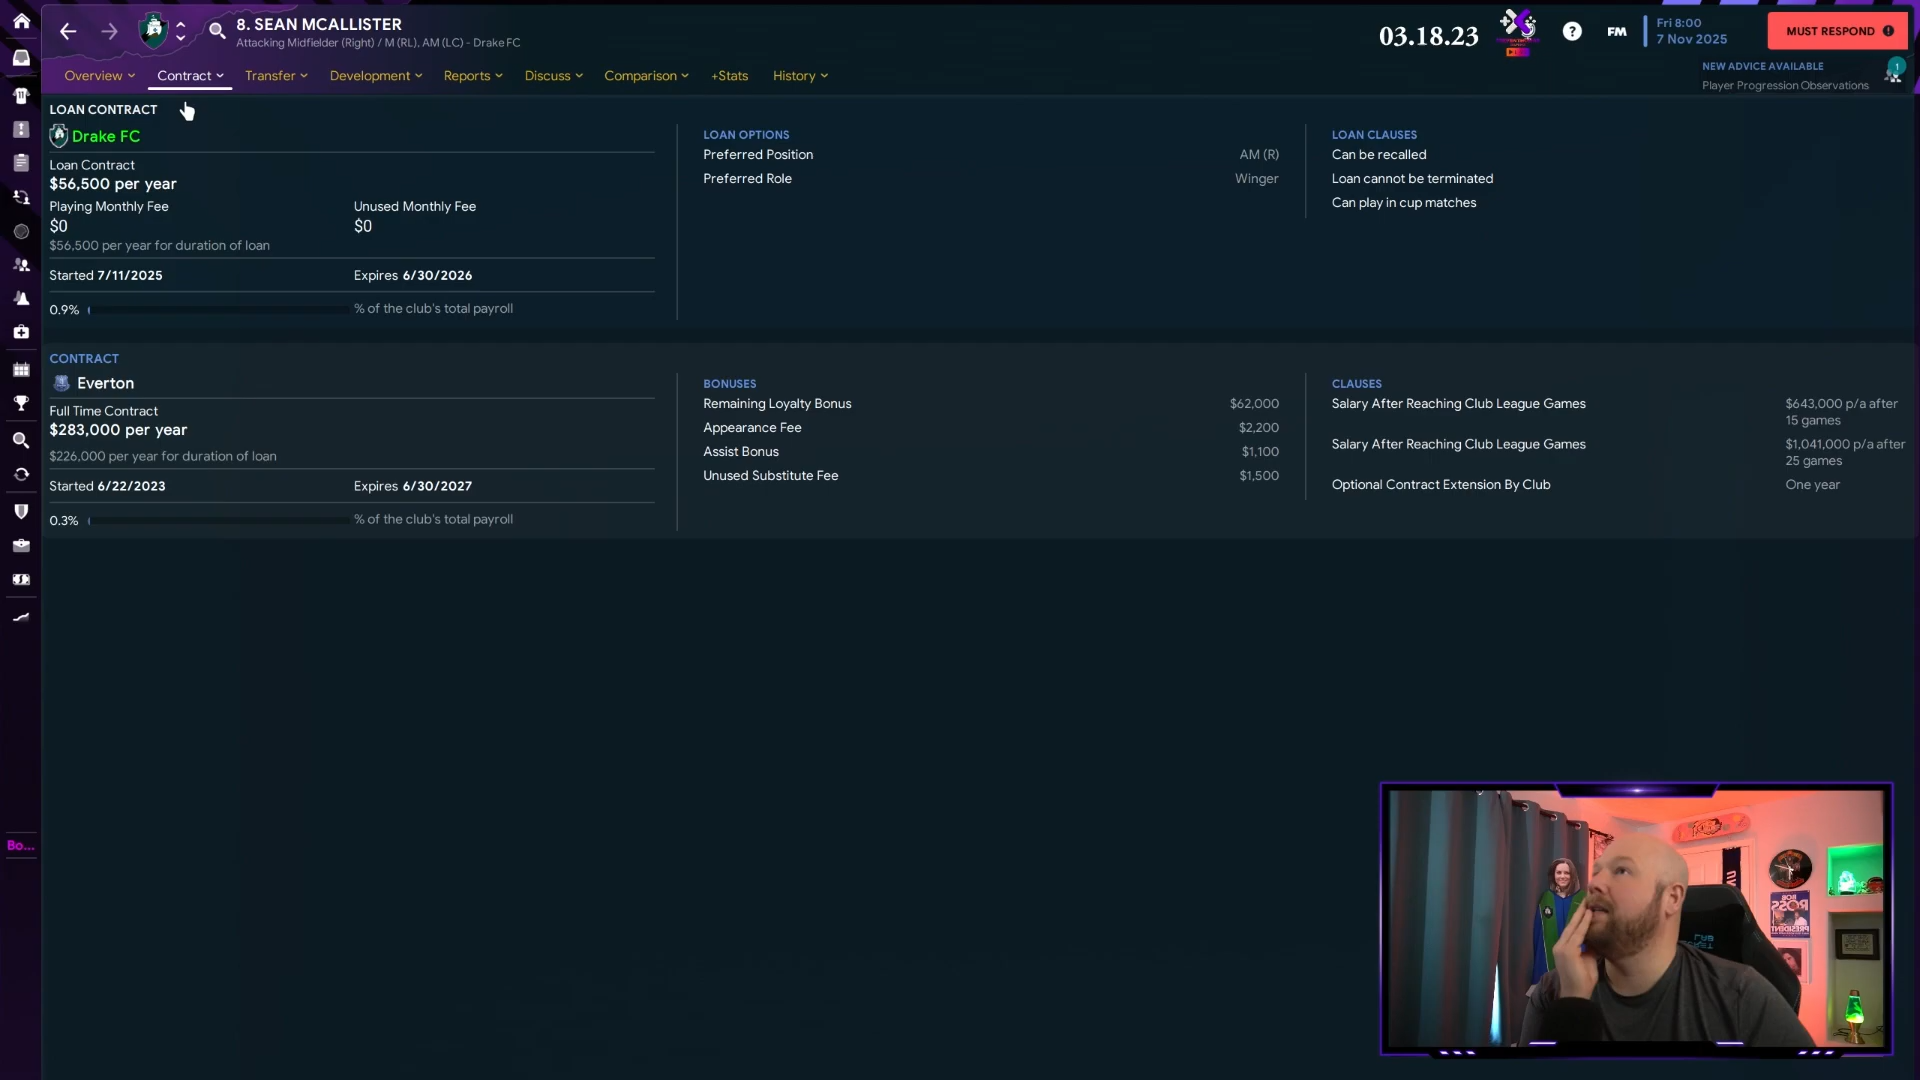 8. SEAN MCALLISTER
Attacking Midfielder (Right) / M (RL), AM (LC) - Drake FC
03.18.23
FM
Fri 8:00
7 Nov 2025
MUST RESPOND
Overview
Contract
Transfer
Development
Reports
Discuss
Comparison
+Stats
History
NEW ADVICE AVAILABLE
1
Player Progression Observations
LOAN CONTRACT
Drake FC
Loan Contract
$56,500 per year
Playing Monthly Fee
Unused Monthly Fee
$0
$0
$56,500 per year for duration of loan
Started 7/11/2025
Expires 6/30/2026
0.9%
% of the club's total payroll
LOAN OPTIONS
Preferred Position
AM (R)
Preferred Role
Winger
LOAN CLAUSES
Can be recalled
Loan cannot be terminated
Can play in cup matches
CONTRACT
Everton
Full Time Contract
$283,000 per year
$226,000 per year for duration of loan
Started 6/22/2023
Expires 6/30/2027
0.3%
% of the club's total payroll
BONUSES
Remaining Loyalty Bonus
$62,000
Appearance Fee
$2,200
Assist Bonus
$1,100
Unused Substitute Fee
$1,500
CLAUSES
Salary After Reaching Club League Games
$643,000 p/a after
15 games
Salary After Reaching Club League Games
$1,041,000 p/a after
25 games
Optional Contract Extension By Club
One year
Bo...
BOB
ROSS
PRESIDENT